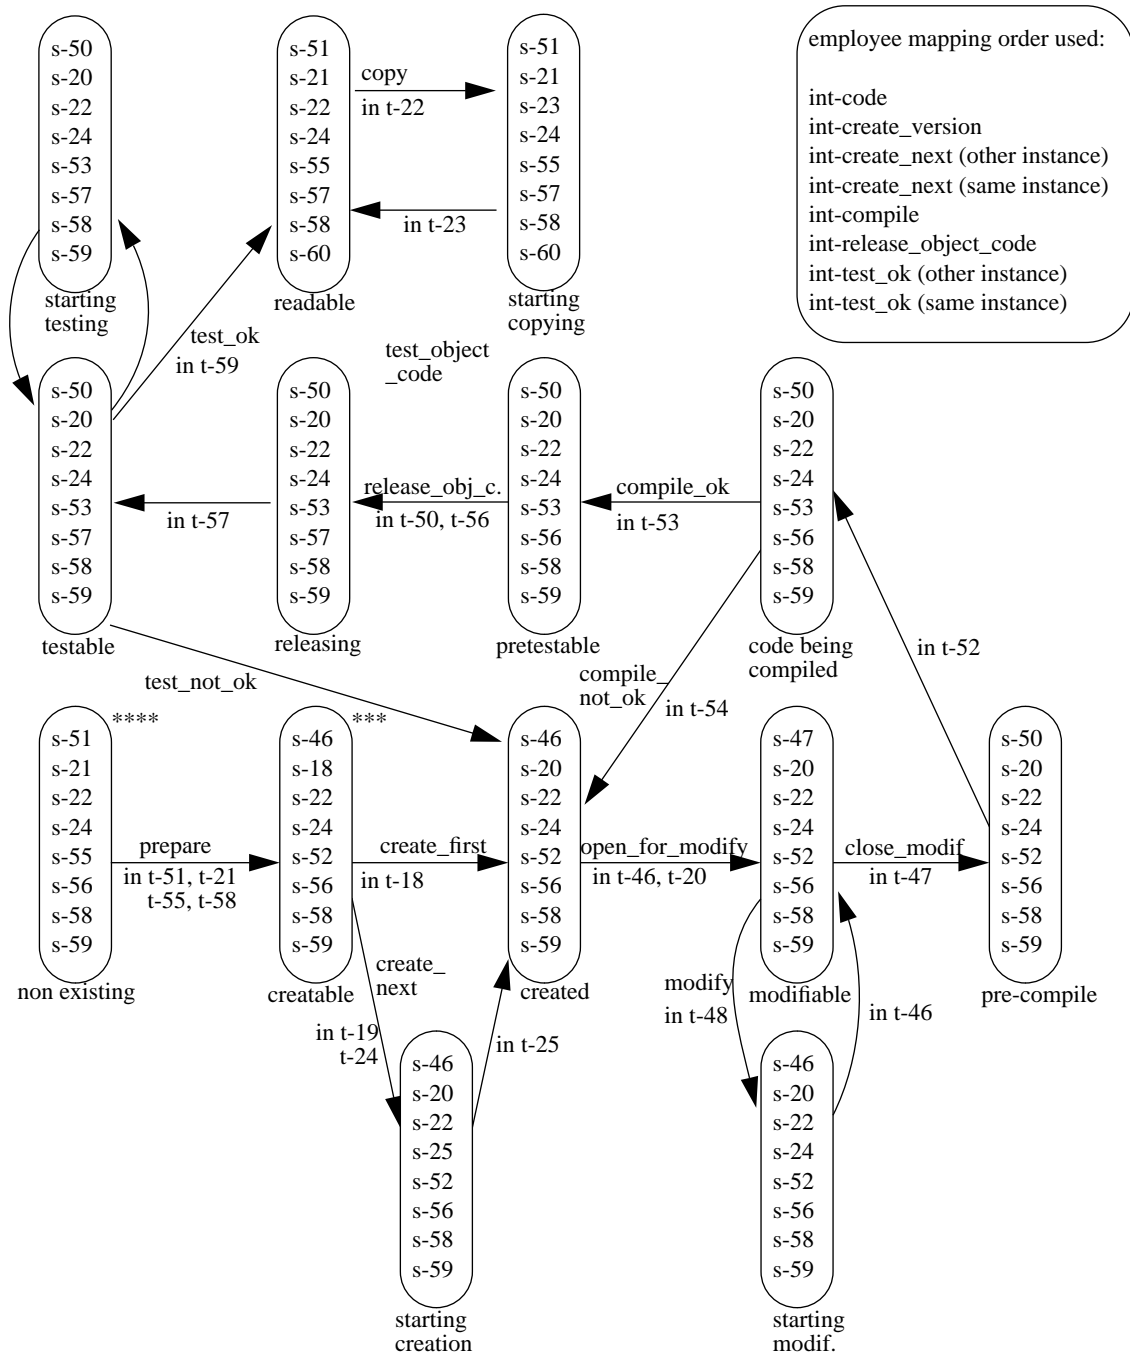 s-50
s-20
s-22
s-24
s-53
s-57
s-58
s-59
starting
testing
s-51
s-21
s-22
s-24
s-55
s-57
s-58
s-60
readable
copy
in t-22
in t-23
s-51
s-21
s-23
s-24
s-55
s-57
s-58
s-60
starting
copying
employee mapping order used:
int-code
int-create_version
int-create_next (other instance)
int-create_next (same instance)
int-compile
int-release_object_code
int-test_ok (other instance)
int-test_ok (same instance)
test_ok
in t-59
test_object
_code
s-50
s-20
s-22
s-24
s-53
s-57
s-58
s-59
testable
in t-57
s-50
s-20
s-22
s-24
s-53
s-57
s-58
s-59
releasing
release_obj_c.
in t-50, t-56
s-50
s-20
s-22
s-24
s-53
s-56
s-58
s-59
pretestable
compile_ok
in t-53
s-50
s-20
s-22
s-24
s-53
s-56
s-58
s-59
code being
compiled
in t-52
test_not_ok
compile_
not_ok
in t-54
****
s-51
s-21
s-22
s-24
s-55
s-56
s-58
s-59
non existing
prepare
in t-51, t-21
t-55, t-58
***
s-46
s-18
s-22
s-24
s-52
s-56
s-58
s-59
creatable
create_first
in t-18
s-46
s-20
s-22
s-24
s-52
s-56
s-58
s-59
created
open_for_modify
in t-46, t-20
s-47
s-20
s-22
s-24
s-52
s-56
s-58
s-59
modifiable
close_modif
in t-47
s-50
s-20
s-22
s-24
s-52
s-56
s-58
s-59
pre-compile
create_
next
in t-19
t-24
in t-25
modify
in t-48
in t-46
s-46
s-20
s-22
s-25
s-52
s-56
s-58
s-59
starting
creation
s-46
s-20
s-22
s-24
s-52
s-56
s-58
s-59
starting
modif.